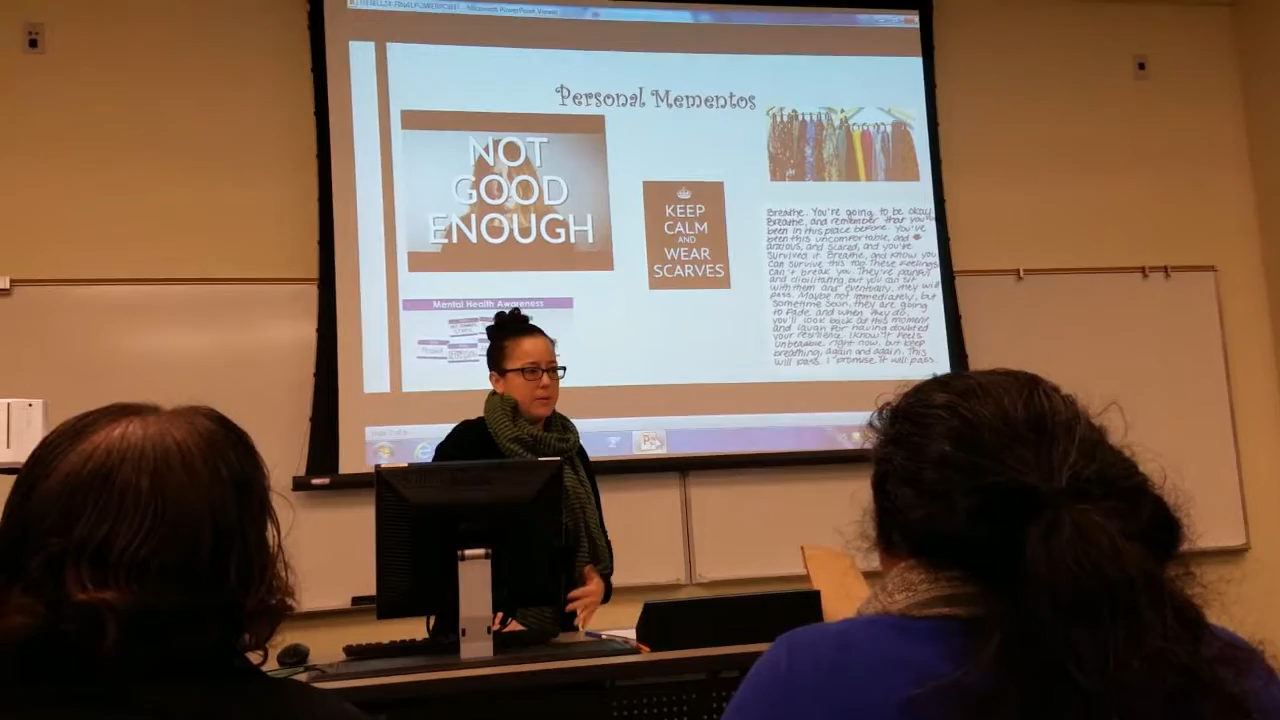 Microsoft PowerPoint Viewer
Personal Mementos
NOT
GOOD
ENOUGH
KEEP
CALM
AND
WEAR
SCARVES
Breathe. You're going to be okay.
Breathe, and remember that you've
been in this place before. You've
been this uncomfortable, and
anxious, and scared, and you've
survived it. Breathe, and know you
can survive this too. These feelings
can't break you. They're painful
and debilitating, but you can sit
with them and eventually, they will
pass. Maybe not immediately, but
sometime soon, they are going
to fade, and when they do,
you'll look back at this moment
and laugh for having doubted
your resilience. I know it feels
unbearable right now, but keep
breathing, again and again. This
will pass. I promise it will pass.
Mental Health Awareness